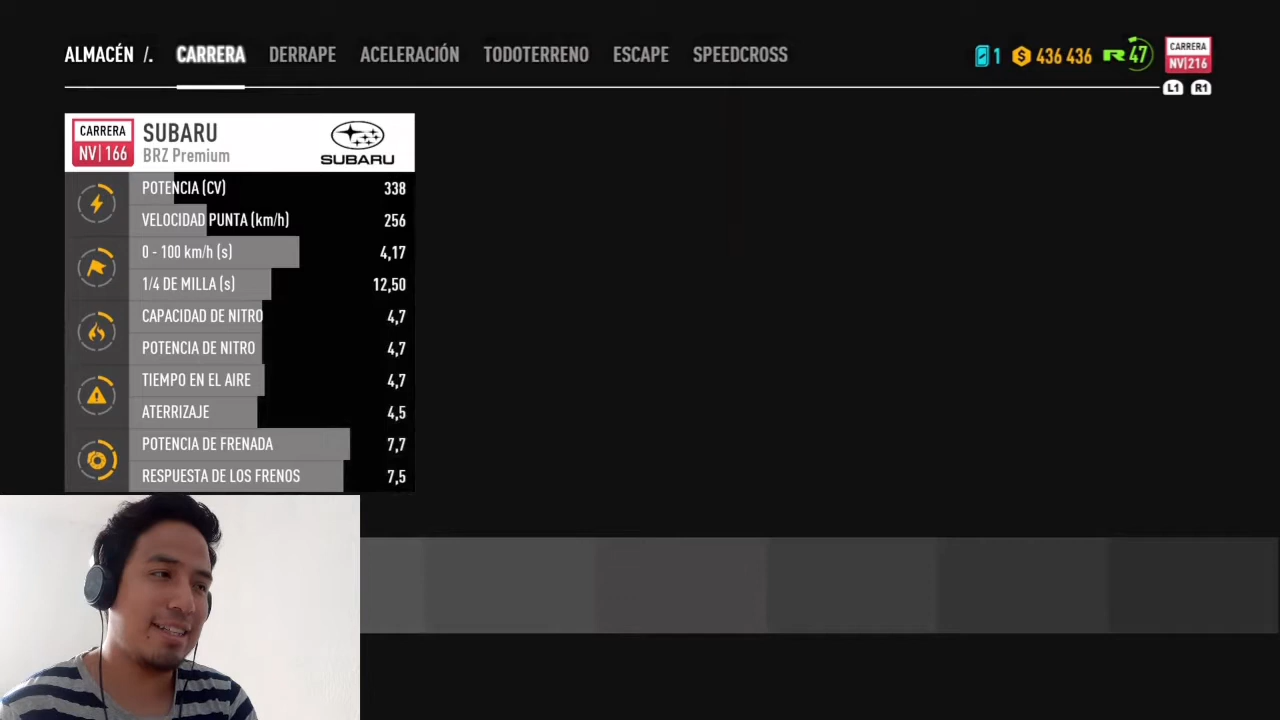 ALMACÉN /. CARRERA DERRAPE ACELERACIÓN TODOTERRENO ESCAPE SPEEDCROSS 1 436 436 R 47 CARRERA NV|216
L1 R1
CARRERA NV|166 SUBARU
BRZ Premium
SUBARU
POTENCIA (CV) 338
VELOCIDAD PUNTA (km/h) 256
0 - 100 km/h (s) 4,17
1/4 DE MILLA (s) 12,50
CAPACIDAD DE NITRO 4,7
POTENCIA DE NITRO 4,7
TIEMPO EN EL AIRE 4,7
ATERRIZAJE 4,5
POTENCIA DE FRENADA 7,7
RESPUESTA DE LOS FRENOS 7,5